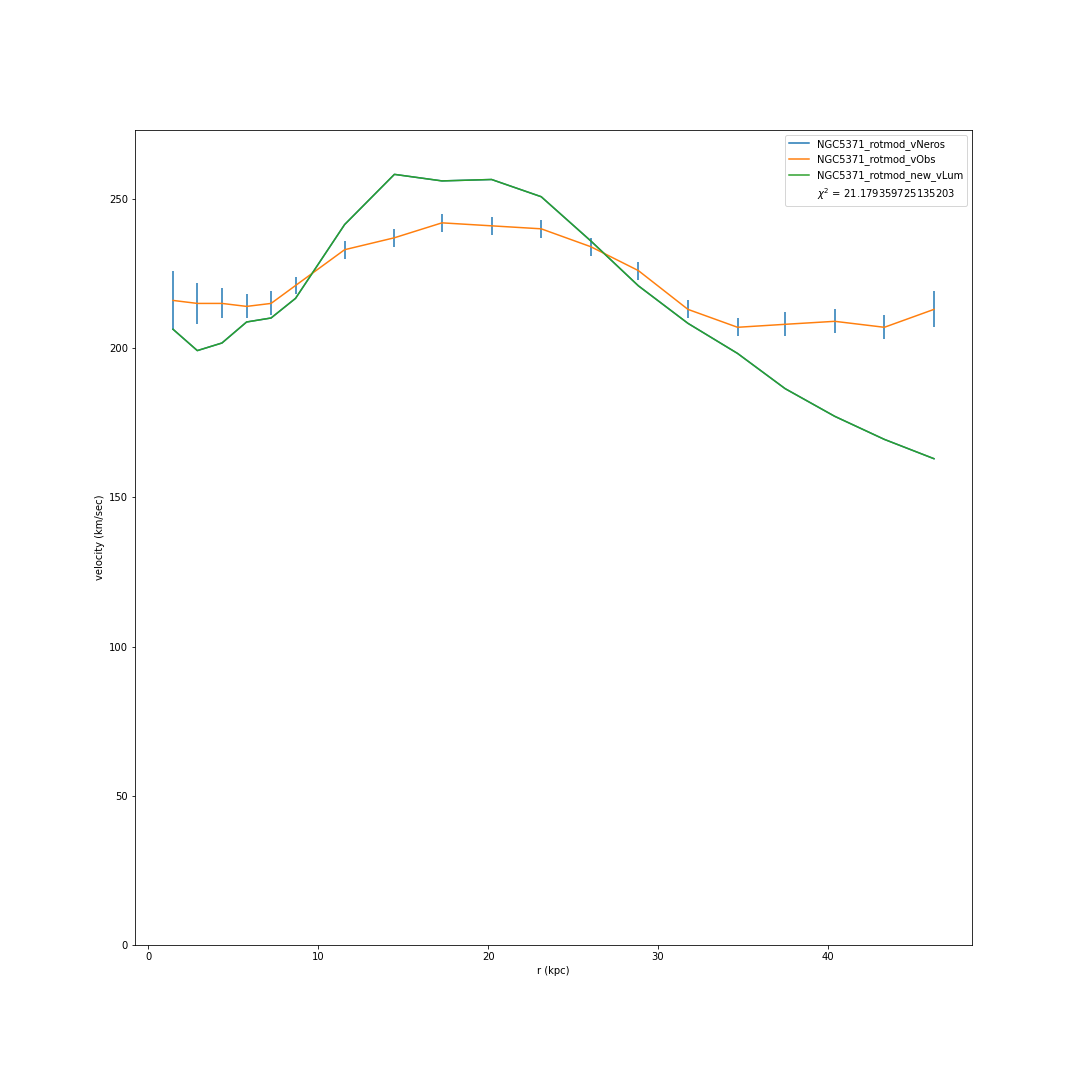 NGC5371_rotmod_vNeros
NGC5371_rotmod_vObs
NGC5371_rotmod_new_vLum
χ² = 21.179359725135203
250
200
150
100
50
0
velocity (km/sec)
0 10 20 30 40
r (kpc)